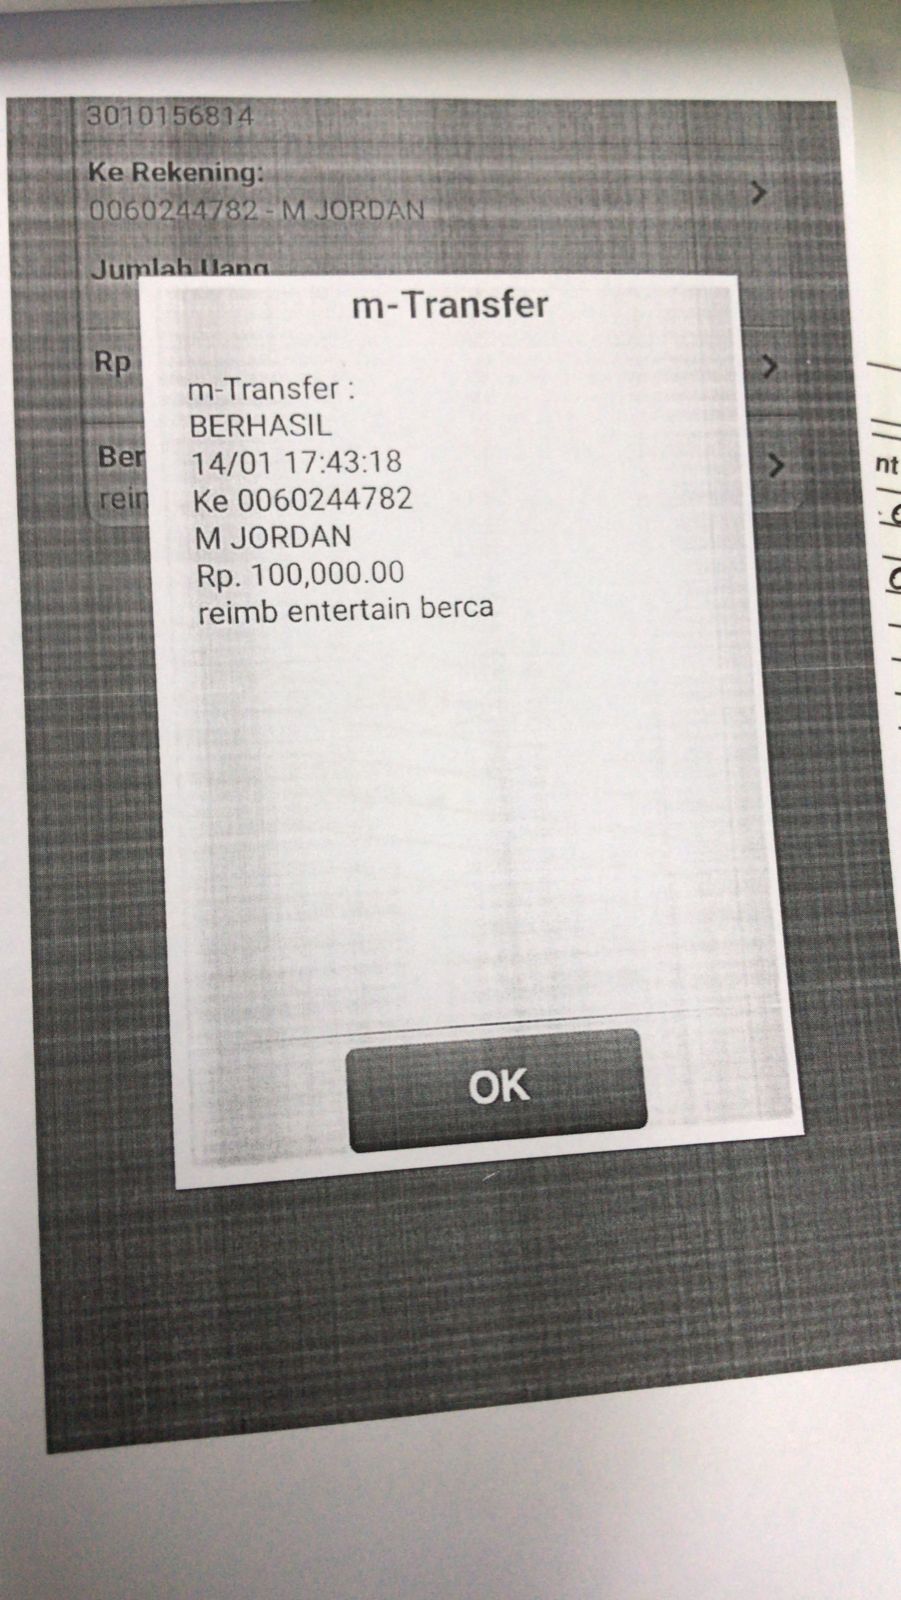 3010156814
Ke Rekening:
0060244782 - M JORDAN
Jumlah Uang
Rp
Ber
rein
m-Transfer
m-Transfer :
BERHASIL
14/01 17:43:18
Ke 0060244782
M JORDAN
Rp. 100,000.00
reimb entertain berca
OK
nt